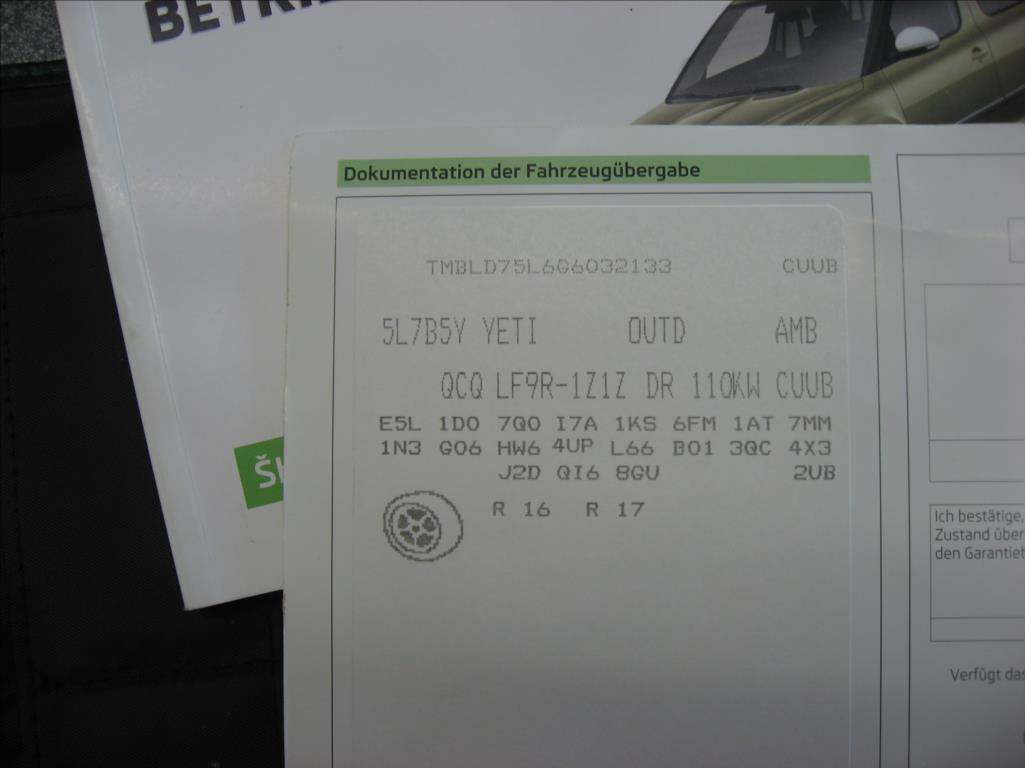 Dokumentation der Fahrzeugübergabe
TMBLD75L6G6032133 CUUB
5L7B5Y YETI OUTD AMB
QCQ LF9R-1Z1Z DR 110KW CUUB
E5L 1D0 7Q0 I7A 1KS 6FM 1AT 7MM
1N3 G06 HW6 4UP L66 B01 3QC 4X3
J2D QI6 8GU 2UB
R 16 R 17
Ich bestätige,
Zustand über
den Garantieb
Verfügt das